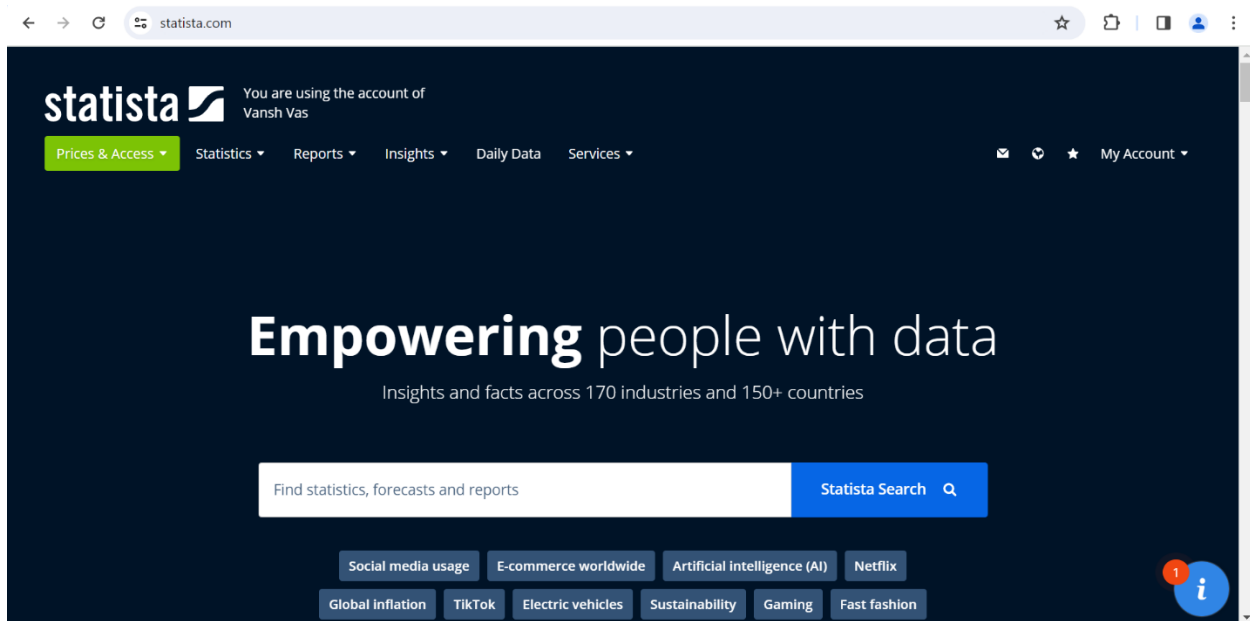 statista.com
statista
You are using the account of
Vansh Vas
Prices & Access Statistics Reports Insights Daily Data Services My Account
Empowering people with data
Insights and facts across 170 industries and 150+ countries
Find statistics, forecasts and reports Statista Search
Social media usage E-commerce worldwide Artificial intelligence (AI) Netflix
1
i
Global inflation TikTok Electric vehicles Sustainability Gaming Fast fashion